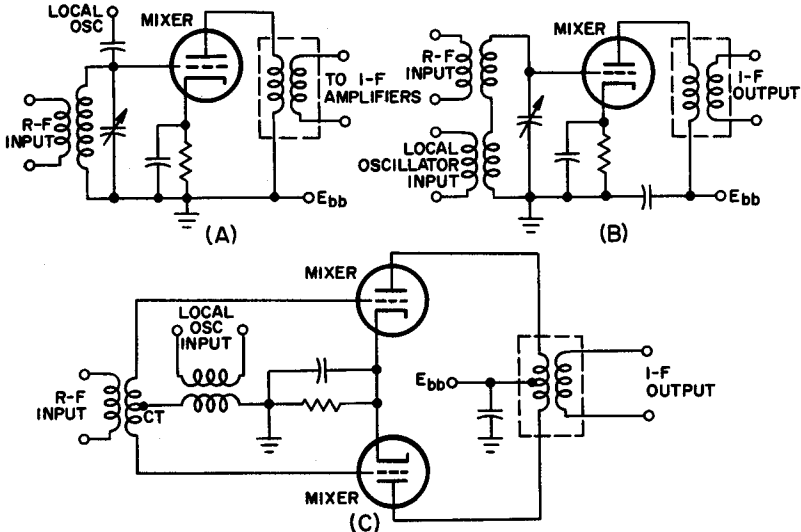 LOCAL
OSC
MIXER
R-F
INPUT
TO I-F
AMPLIFIERS
Ebb
(A)
MIXER
R-F
INPUT
LOCAL
OSCILLATOR
INPUT
I-F
OUTPUT
Ebb
(B)
MIXER
LOCAL
OSC
INPUT
R-F
INPUT
CT
Ebb
I-F
OUTPUT
MIXER
(C)